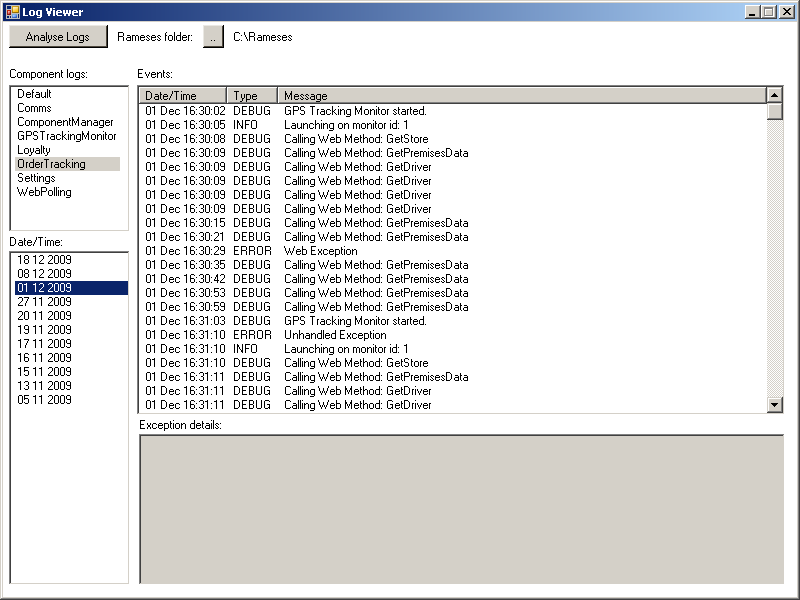 Log Viewer
Analyse Logs Rameses folder: .. C:\Rameses
Component logs:
Default
Comms
ComponentManager
GPSTrackingMonitor
Loyalty
OrderTracking
Settings
WebPolling
Date/Time:
18 12 2009
08 12 2009
01 12 2009
27 11 2009
20 11 2009
19 11 2009
17 11 2009
16 11 2009
15 11 2009
13 11 2009
05 11 2009
Events:
Date/Time Type Message
01 Dec 16:30:02 DEBUG GPS Tracking Monitor started.
01 Dec 16:30:05 INFO Launching on monitor id: 1
01 Dec 16:30:08 DEBUG Calling Web Method: GetStore
01 Dec 16:30:09 DEBUG Calling Web Method: GetPremisesData
01 Dec 16:30:09 DEBUG Calling Web Method: GetDriver
01 Dec 16:30:09 DEBUG Calling Web Method: GetDriver
01 Dec 16:30:09 DEBUG Calling Web Method: GetDriver
01 Dec 16:30:09 DEBUG Calling Web Method: GetDriver
01 Dec 16:30:15 DEBUG Calling Web Method: GetPremisesData
01 Dec 16:30:21 DEBUG Calling Web Method: GetPremisesData
01 Dec 16:30:29 ERROR Web Exception
01 Dec 16:30:35 DEBUG Calling Web Method: GetPremisesData
01 Dec 16:30:42 DEBUG Calling Web Method: GetPremisesData
01 Dec 16:30:53 DEBUG Calling Web Method: GetPremisesData
01 Dec 16:30:59 DEBUG Calling Web Method: GetPremisesData
01 Dec 16:31:03 DEBUG GPS Tracking Monitor started.
01 Dec 16:31:10 ERROR Unhandled Exception
01 Dec 16:31:10 INFO Launching on monitor id: 1
01 Dec 16:31:10 DEBUG Calling Web Method: GetStore
01 Dec 16:31:11 DEBUG Calling Web Method: GetPremisesData
01 Dec 16:31:11 DEBUG Calling Web Method: GetDriver
01 Dec 16:31:11 DEBUG Calling Web Method: GetDriver
Exception details: